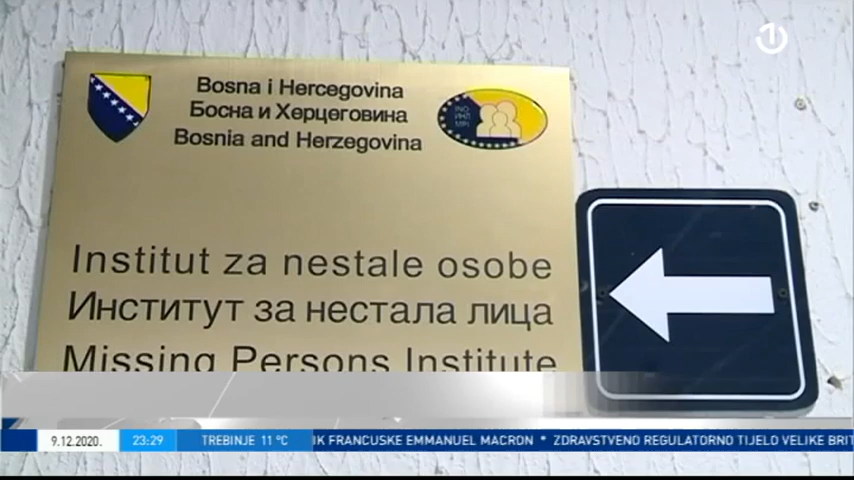 Bosna i Hercegovina
Босна и Херцеговина
Bosnia and Herzegovina
Institut za nestale osobe
Институт за нестала лица
Missing Persons Institute
9.12.2020. 23:29 TREBINJE 11 °C IK FRANCUSKE EMMANUEL MACRON * ZDRAVSTVENO REGULATORNO TIJELO VELIKE BRIT